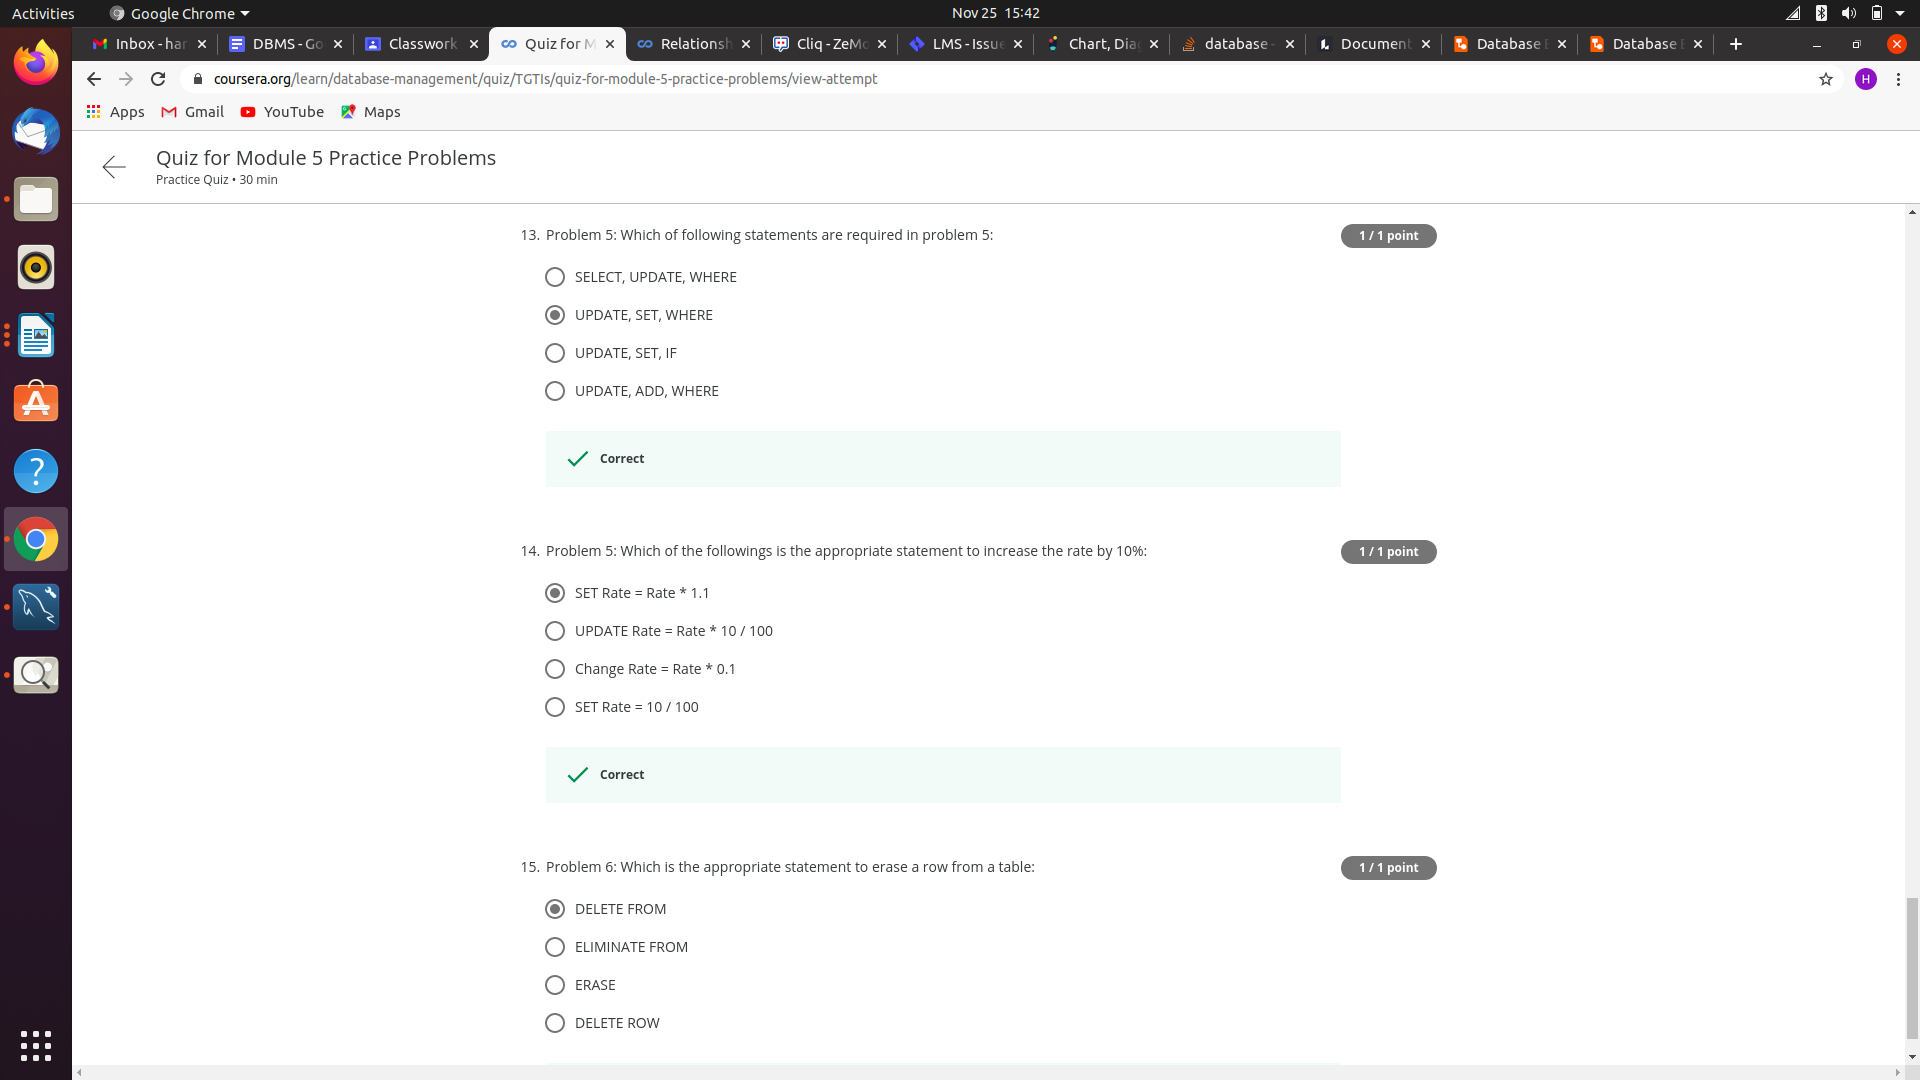 Activities Google Chrome Nov 25 15:42
Inbox - har DBMS - Go Classwork Quiz for M Relationsh Cliq - ZeMo LMS - Issue Chart, Dia database - Document Database E Database E
coursera.org/learn/database-management/quiz/TGTIs/quiz-for-module-5-practice-problems/view-attempt H
Apps Gmail YouTube Maps
Quiz for Module 5 Practice Problems
Practice Quiz • 30 min
13. Problem 5: Which of following statements are required in problem 5: 1 / 1 point
SELECT, UPDATE, WHERE
UPDATE, SET, WHERE
UPDATE, SET, IF
UPDATE, ADD, WHERE
Correct
14. Problem 5: Which of the followings is the appropriate statement to increase the rate by 10%: 1 / 1 point
SET Rate = Rate * 1.1
UPDATE Rate = Rate * 10 / 100
Change Rate = Rate * 0.1
SET Rate = 10 / 100
Correct
15. Problem 6: Which is the appropriate statement to erase a row from a table: 1 / 1 point
DELETE FROM
ELIMINATE FROM
ERASE
DELETE ROW